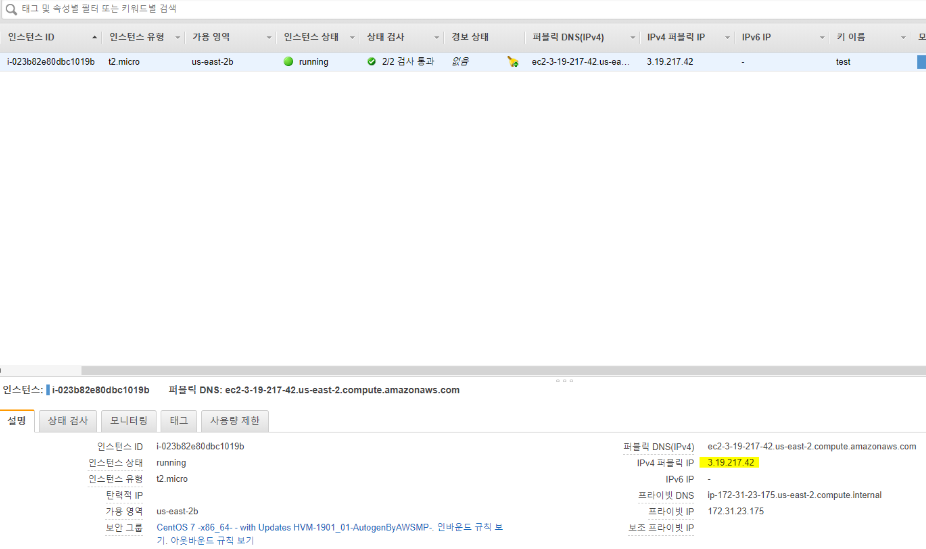 태그 및 속성별 필터 또는 키워드별 검색
인스턴스 ID 인스턴스 유형 가용 영역 인스턴스 상태 상태 검사 경보 상태 퍼블릭 DNS(IPv4) IPv4 퍼블릭 IP IPv6 IP 키 이름 모
i-023b82e80dbc1019b t2.micro us-east-2b running 2/2 검사 통과 없음 ec2-3-19-217-42.us-ea... 3.19.217.42 - test
인스턴스: i-023b82e80dbc1019b 퍼블릭 DNS: ec2-3-19-217-42.us-east-2.compute.amazonaws.com
설명 상태 검사 모니터링 태그 사용량 제한
인스턴스 ID i-023b82e80dbc1019b 퍼블릭 DNS(IPv4) ec2-3-19-217-42.us-east-2.compute.amazonaws.com
인스턴스 상태 running IPv4 퍼블릭 IP 3.19.217.42
인스턴스 유형 t2.micro IPv6 IP -
탄력적 IP 프라이빗 DNS ip-172-31-23-175.us-east-2.compute.internal
가용 영역 us-east-2b 프라이빗 IP 172.31.23.175
보안 그룹 CentOS 7 -x86_64- - with Updates HVM-1901_01-AutogenByAWSMP-. 인바운드 규칙 보 보조 프라이빗 IP
기. 아웃바운드 규칙 보기